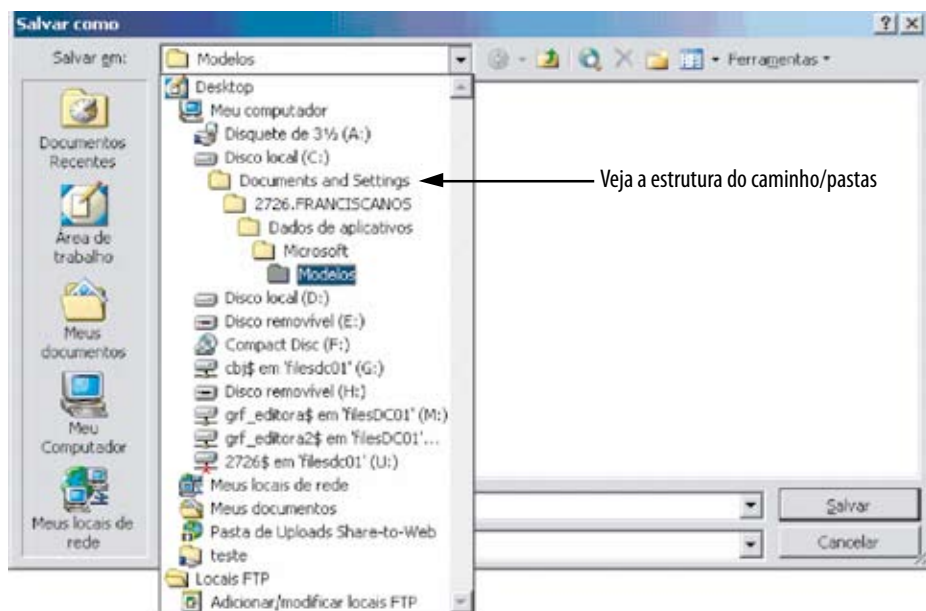 Salvar como
Salvar em:
Modelos
Ferramentas
Desktop
Meu computador
Disquete de 3½ (A:)
Disco local (C:)
Documents and Settings
Veja a estrutura do caminho/pastas
2726.FRANCISCANOS
Dados de aplicativos
Microsoft
Modelos
Disco local (D:)
Disco removível (E:)
Compact Disc (F:)
cbj$ em 'filesdc01' (G:)
Disco removível (H:)
grf_editora$ em 'filesDC01' (M:)
grf_editora2$ em 'filesDC01'...
2726$ em 'filesdc01' (U:)
Meus locais de rede
Meus documentos
Pasta de Uploads Share-to-Web
teste
Locais FTP
Adicionar/modificar locais FTP
Documentos
Recentes
Área de
trabalho
Meus
documentos
Meu
Computador
Meus locais de
rede
Salvar
Cancelar